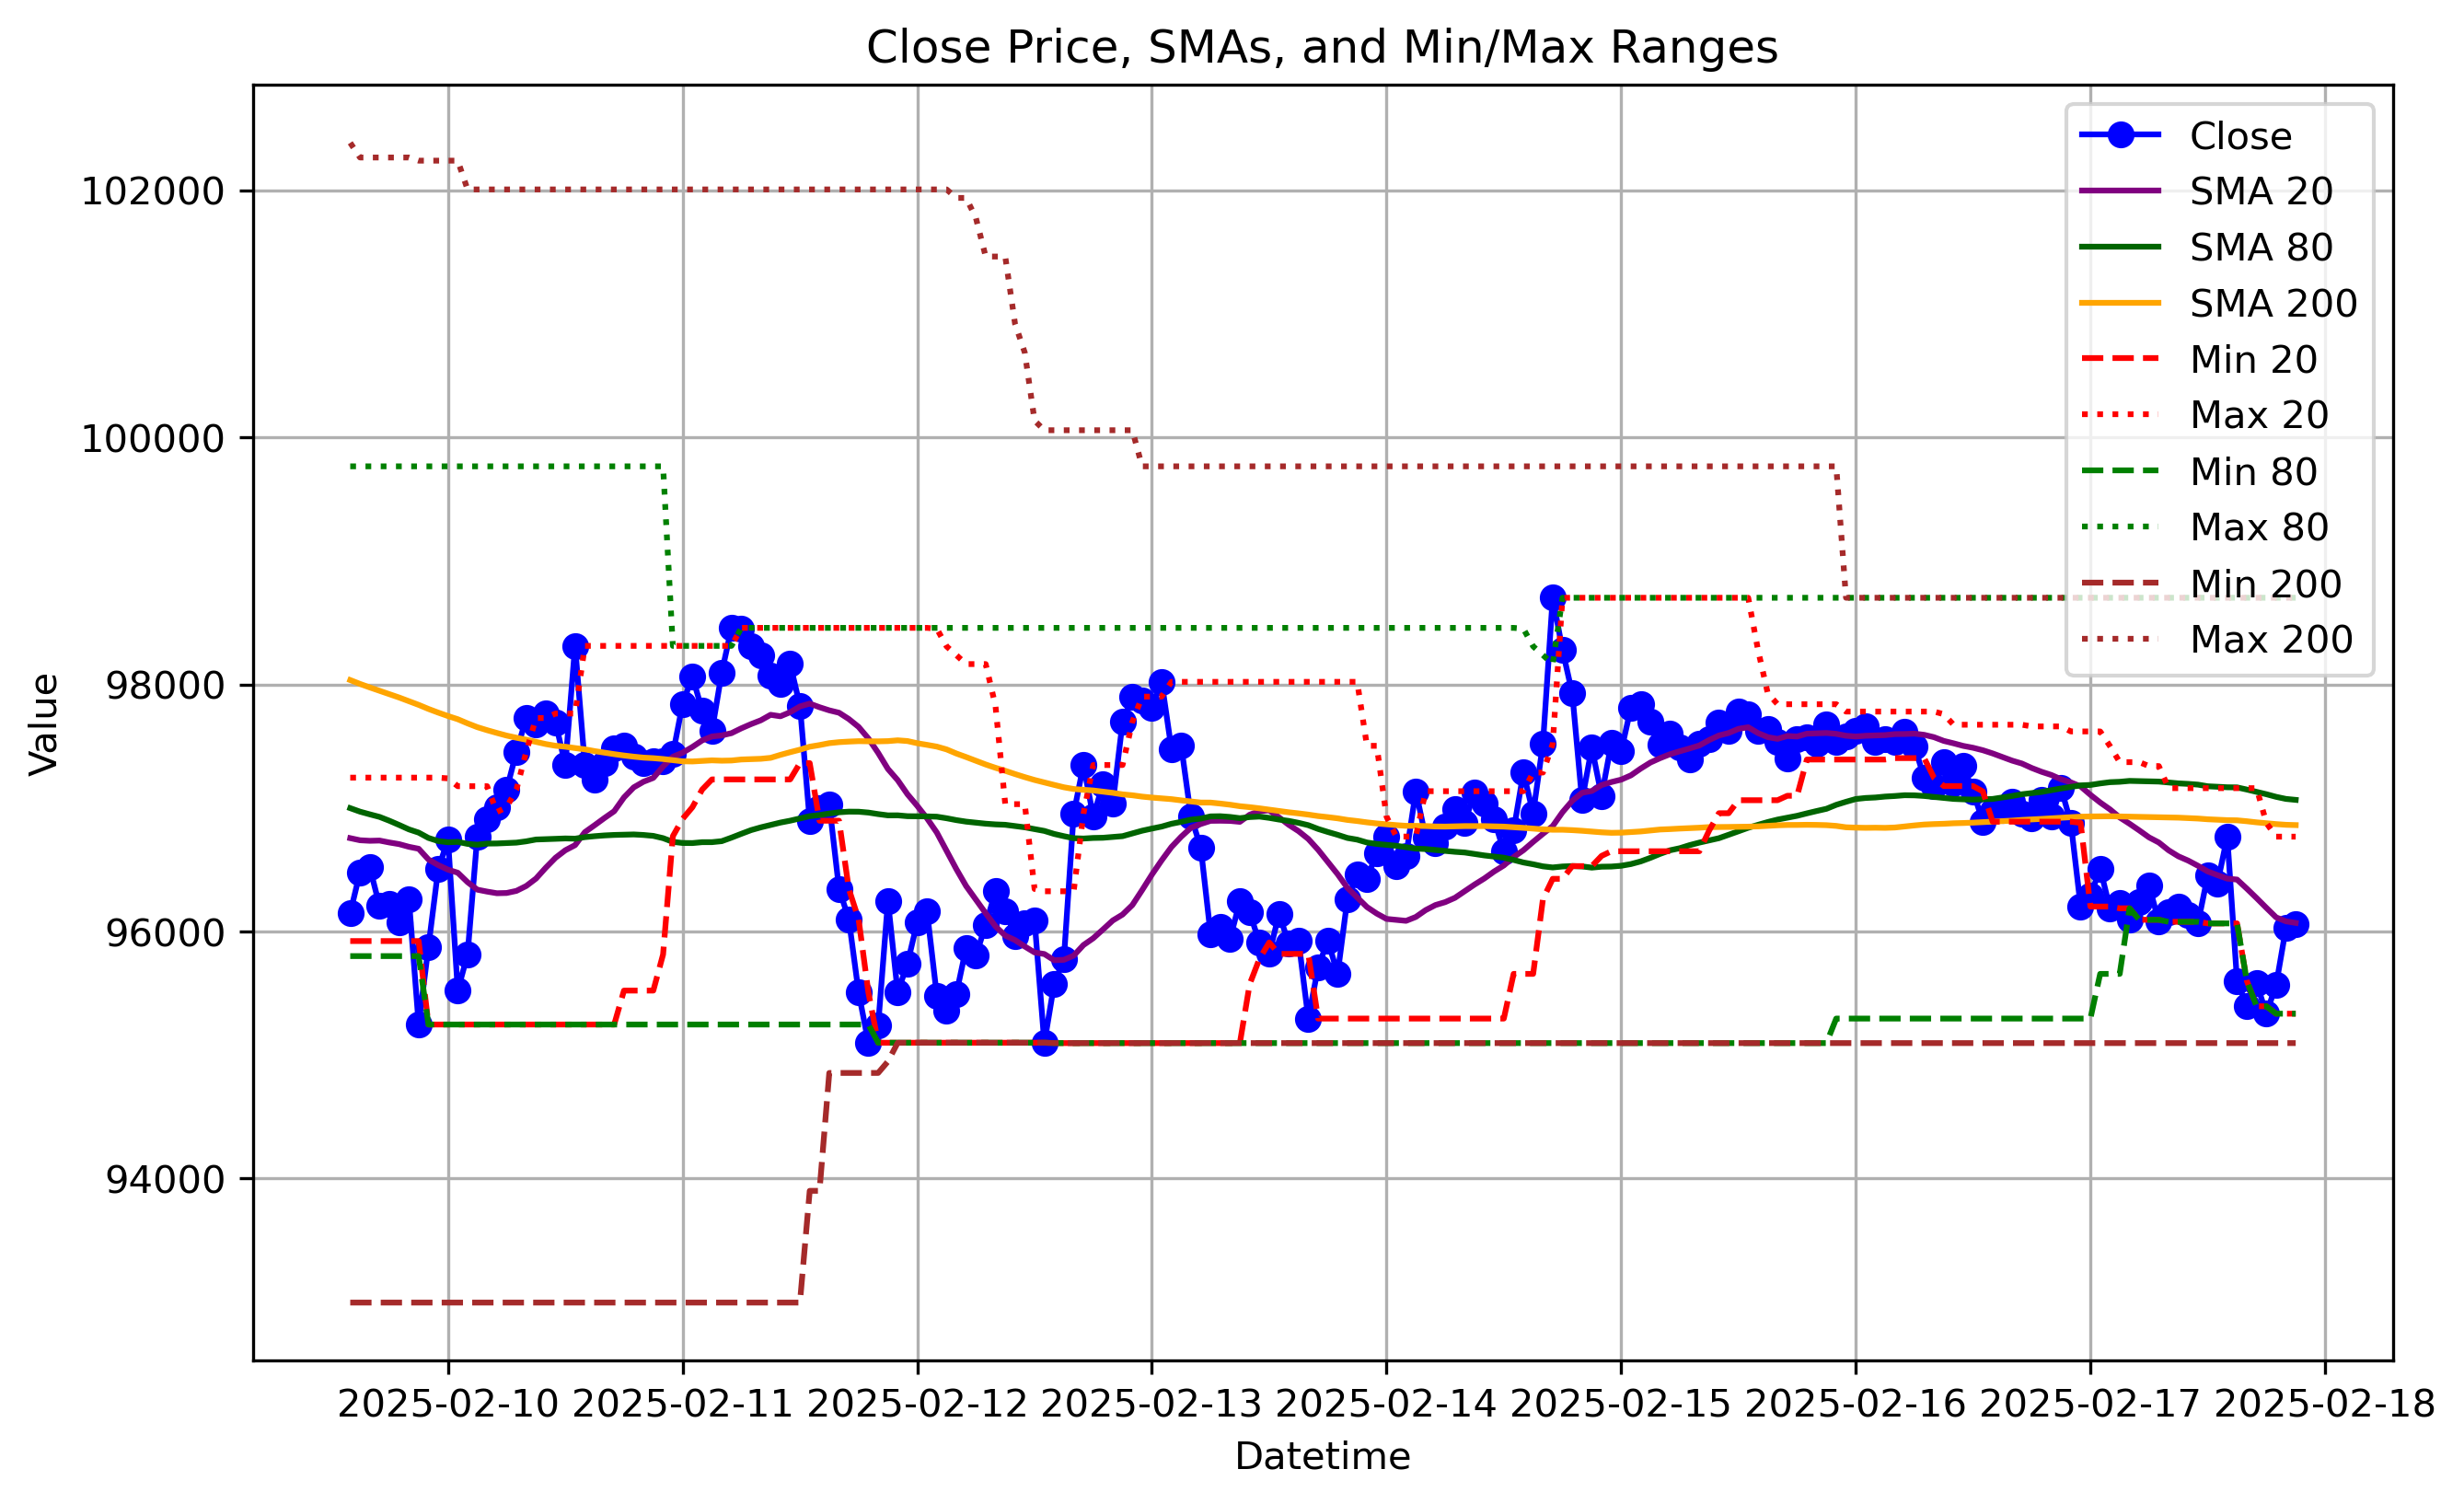 Close Price, SMAs, and Min/Max Ranges
Close
SMA 20
SMA 80
SMA 200
Min 20
Max 20
Min 80
Max 80
Min 200
Max 200
Value
102000
100000
98000
96000
94000
2025-02-10 2025-02-11 2025-02-12 2025-02-13 2025-02-14 2025-02-15 2025-02-16 2025-02-17 2025-02-18
Datetime